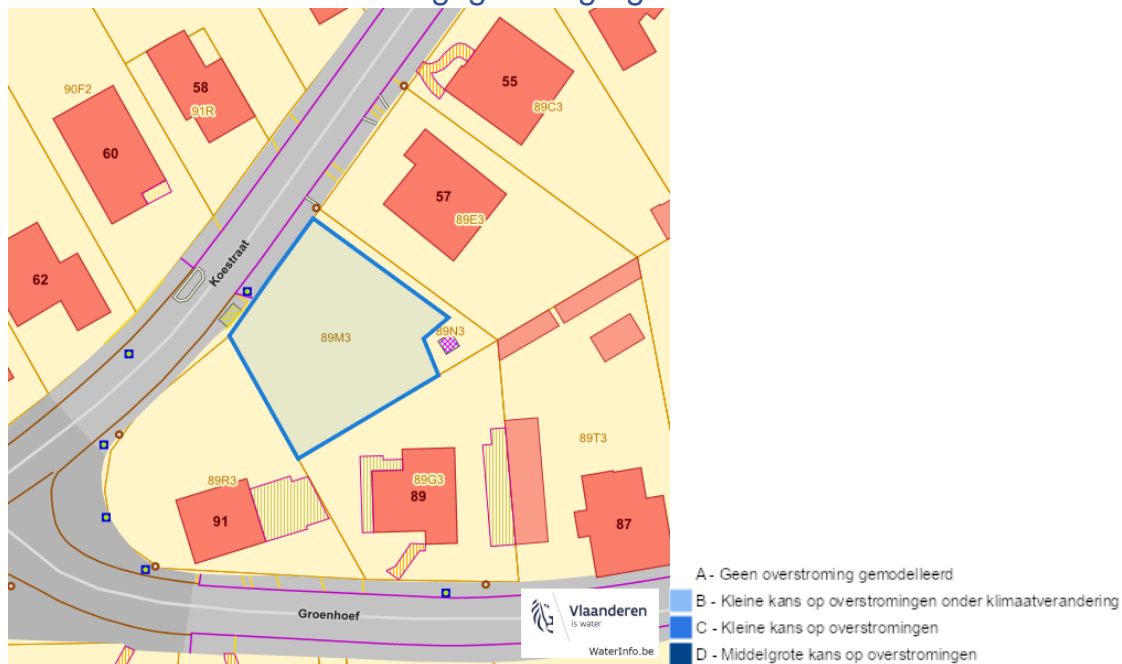 90F2
58
91R
55
89C3
60
57
89E3
62
Koestraat
89M3
89N3
89T3
89R3
89G3
89
91
87
Groenhoef
Vlaanderen
is water
WaterInfo.be
A - Geen overstroming gemodelleerd
B - Kleine kans op overstromingen onder klimaatverandering
C - Kleine kans op overstromingen
D - Middelgrote kans op overstromingen